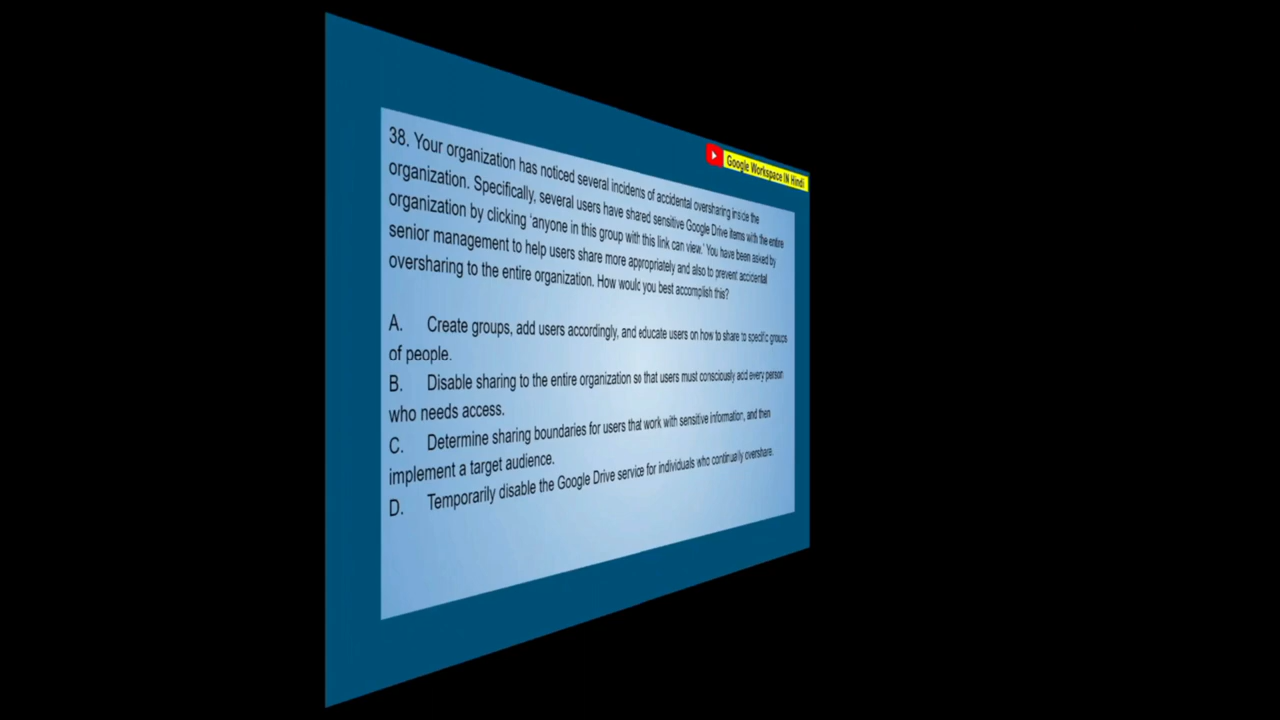 Google Workspace IN Hindi
38. Your organization has noticed several incidents of accidental oversharing inside the
organization. Specifically, several users have shared sensitive Google Drive items with the entire
organization by clicking 'anyone in this group with this link can view.' You have been asked by
senior management to help users share more appropriately and also to prevent accidental
oversharing to the entire organization. How would you best accomplish this?
A. Create groups, add users accordingly, and educate users on how to share to specific groups
of people.
B. Disable sharing to the entire organization so that users must consciously add every person
who needs access.
C. Determine sharing boundaries for users that work with sensitive information, and then
implement a target audience.
D. Temporarily disable the Google Drive service for individuals who continually overshare.